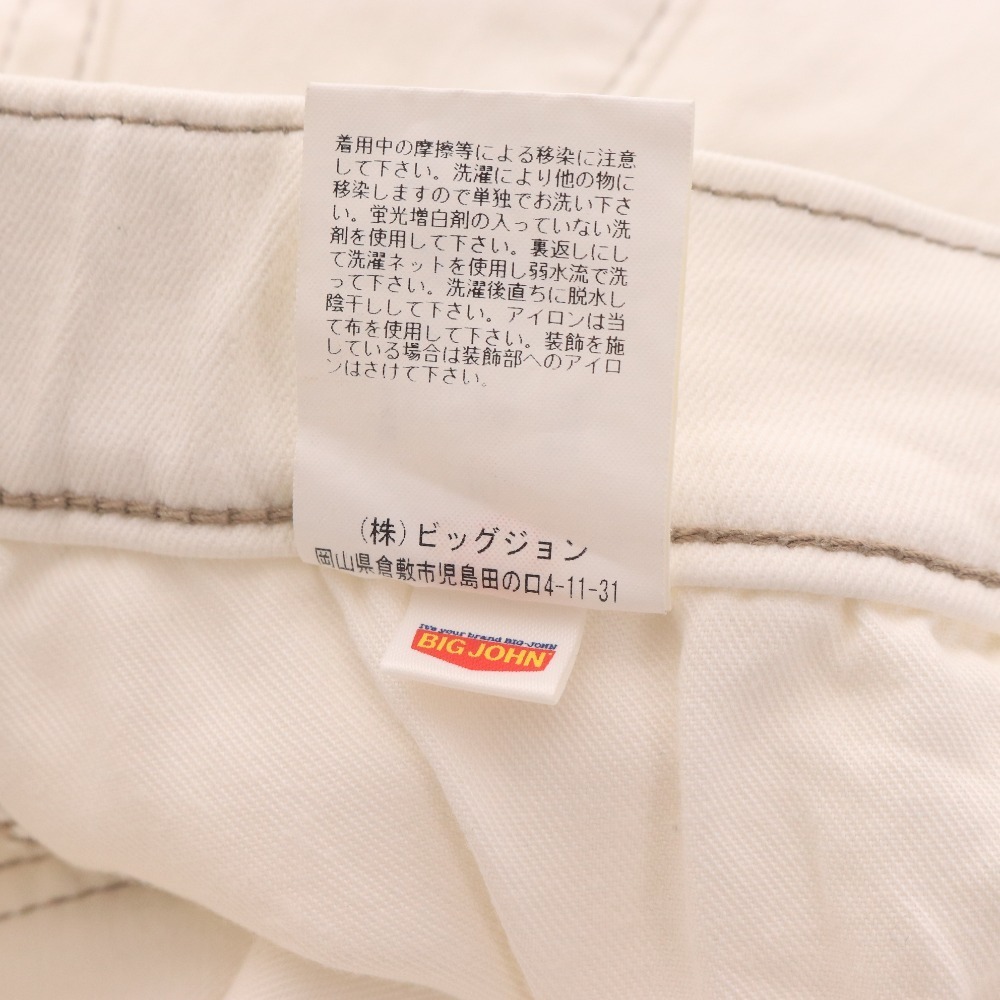 着用中の摩擦等による移染に注意
して下さい。洗濯により他の物に
移染しますので単独でお洗い下さ
い。蛍光増白剤の入っていない洗
剤を使用して下さい。裏返しにし
て洗濯ネットを使用し弱水流で洗
って下さい。洗濯後直ちに脱水し
陰干しして下さい。アイロンは当
て布を使用して下さい。装飾を施
している場合は装飾部へのアイロ
ンはさけて下さい。
(株)ビッグジョン
岡山県倉敷市児島田の口4-11-31
It's your brand BIG-JOHN
BIG JOHN